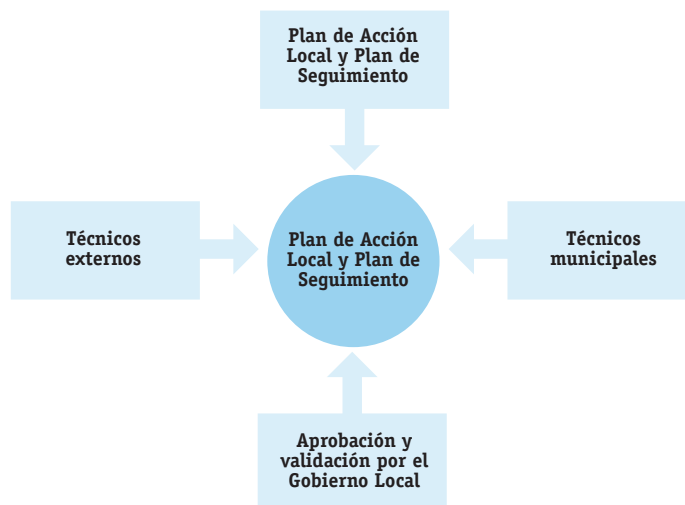 Plan de Acción
Local y Plan de
Seguimiento
Técnicos
externos
Plan de Acción
Local y Plan de
Seguimiento
Técnicos
municipales
Aprobación y
validación por el
Gobierno Local